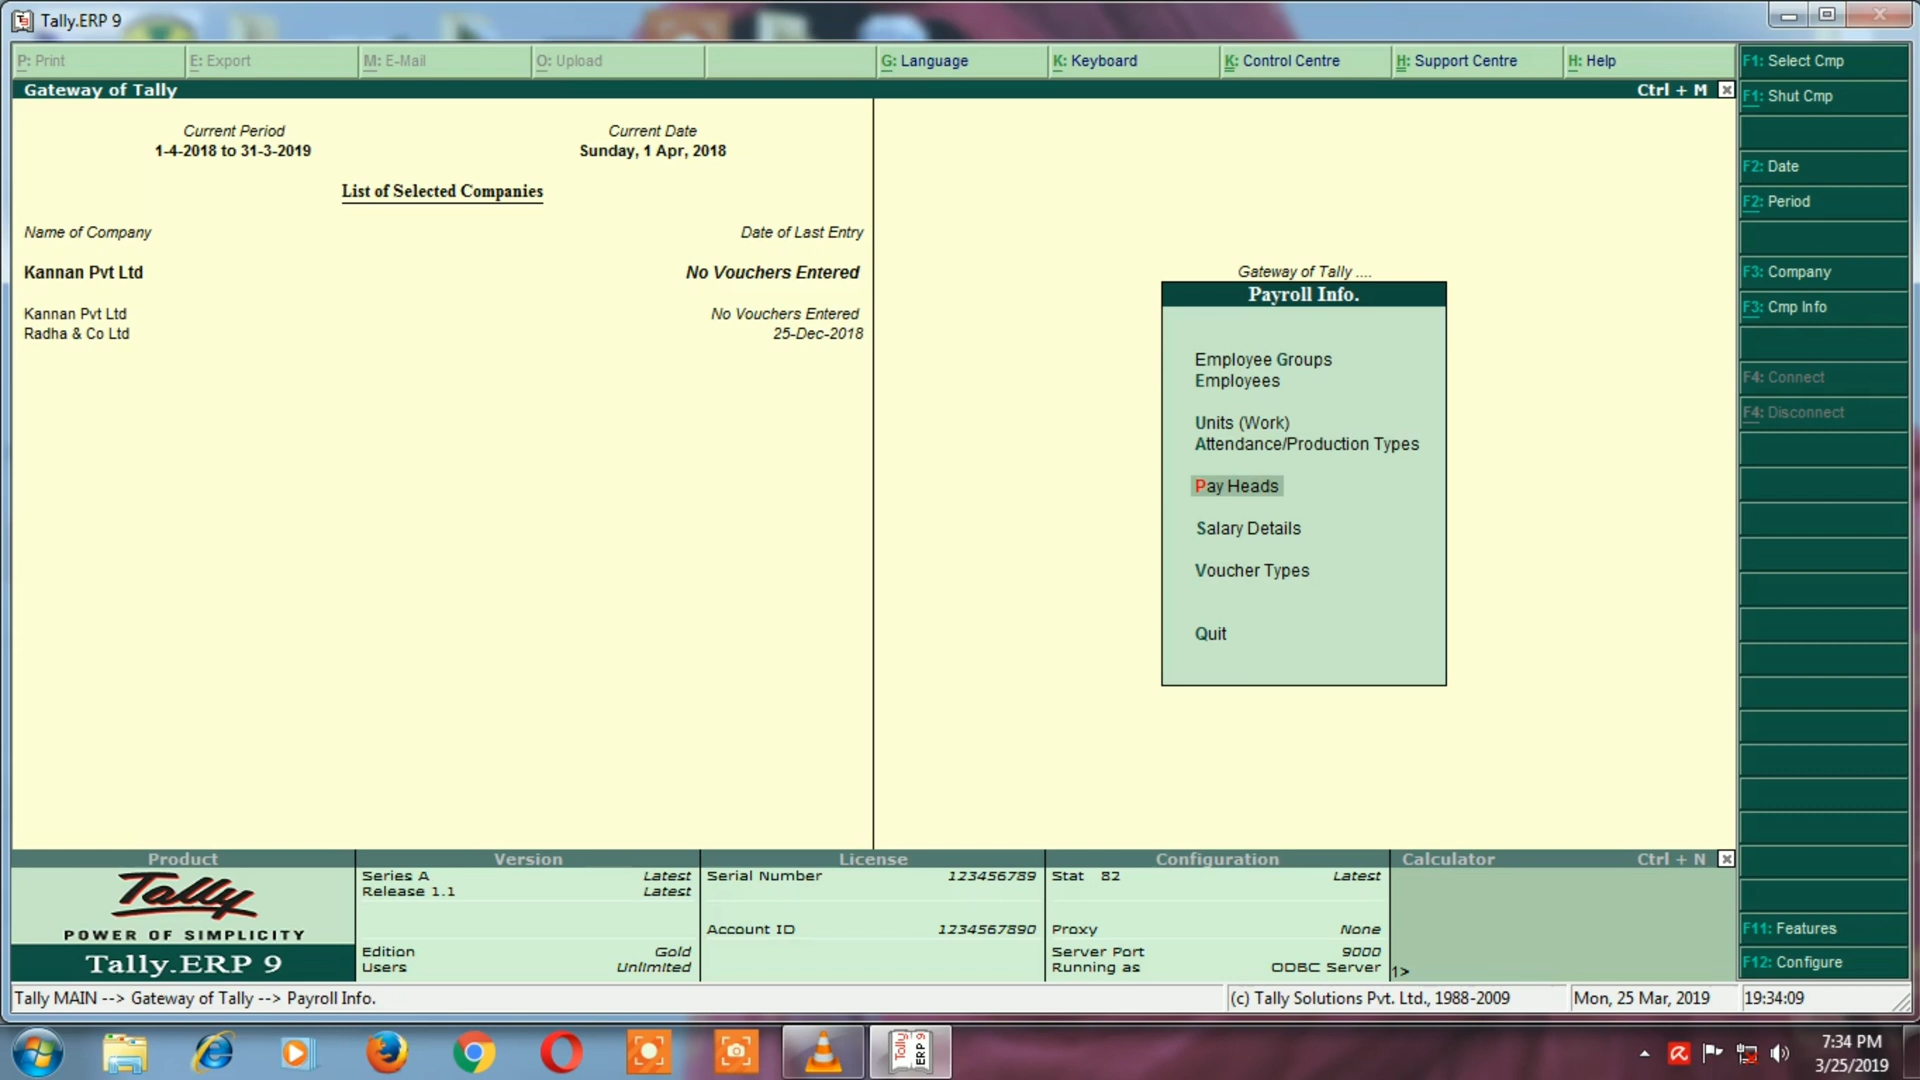 Tally.ERP 9
P: Print
E: Export
M: E-Mail
O: Upload
G: Language
K: Keyboard
K: Control Centre
H: Support Centre
H: Help
Gateway of Tally
Ctrl + M
Current Period
1-4-2018 to 31-3-2019
Current Date
Sunday, 1 Apr, 2018
List of Selected Companies
Name of Company
Date of Last Entry
Kannan Pvt Ltd
No Vouchers Entered
Kannan Pvt Ltd
No Vouchers Entered
Radha & Co Ltd
25-Dec-2018
Gateway of Tally ....
Payroll Info.
Employee Groups
Employees
Units (Work)
Attendance/Production Types
Pay Heads
Salary Details
Voucher Types
Quit
F1: Select Cmp
F1: Shut Cmp
F2: Date
F2: Period
F3: Company
F3: Cmp Info
F4: Connect
F4: Disconnect
F11: Features
F12: Configure
Product
Tally
POWER OF SIMPLICITY
Tally.ERP 9
Version
Series A Latest
Release 1.1 Latest
Edition Gold
Users Unlimited
License
Serial Number 123456789
Account ID 1234567890
Configuration
Stat 82 Latest
Proxy None
Server Port 9000
Running as ODBC Server
Calculator
Ctrl + N
1>
Tally MAIN --> Gateway of Tally --> Payroll Info.
(c) Tally Solutions Pvt. Ltd., 1988-2009
Mon, 25 Mar, 2019
19:34:09
Tally
ERP 9
7:34 PM
3/25/2019